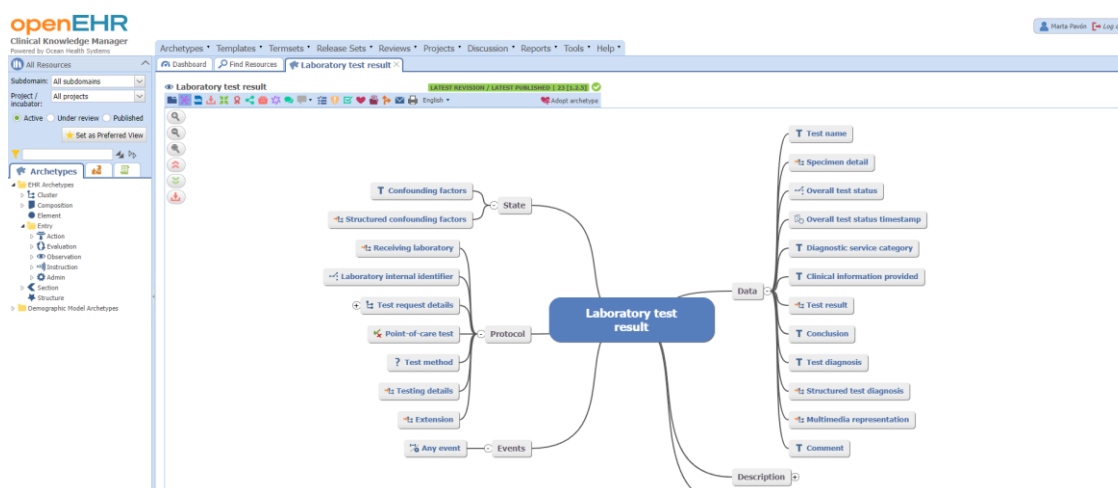 openEHR
Clinical Knowledge Manager
Powered by Ocean Health Systems
Marta Pavón Log
Archetypes Templates Termsets Release Sets Reviews Projects Discussion Reports Tools Help
All Resources
Dashboard Find Resources Laboratory test result
Subdomain: All subdomains
Project / incubator: All projects
Active Under review Published
Set as Preferred View
Archetypes
EHR Archetypes
Cluster
Composition
Element
Entry
Action
Evaluation
Observation
Instruction
Admin
Section
Structure
Demographic Model Archetypes
Laboratory test result
LATEST REVISION / LATEST PUBLISHED | 23 [1.2.5]
English
Adopt archetype
Laboratory test result
State
Confounding factors
Structured confounding factors
Protocol
Receiving laboratory
Laboratory internal identifier
Test request details
Point-of-care test
? Test method
Testing details
Extension
Events
Any event
Data
T Test name
Specimen detail
Overall test status
Overall test status timestamp
T Diagnostic service category
T Clinical information provided
Test result
T Conclusion
T Test diagnosis
Structured test diagnosis
Multimedia representation
T Comment
Description